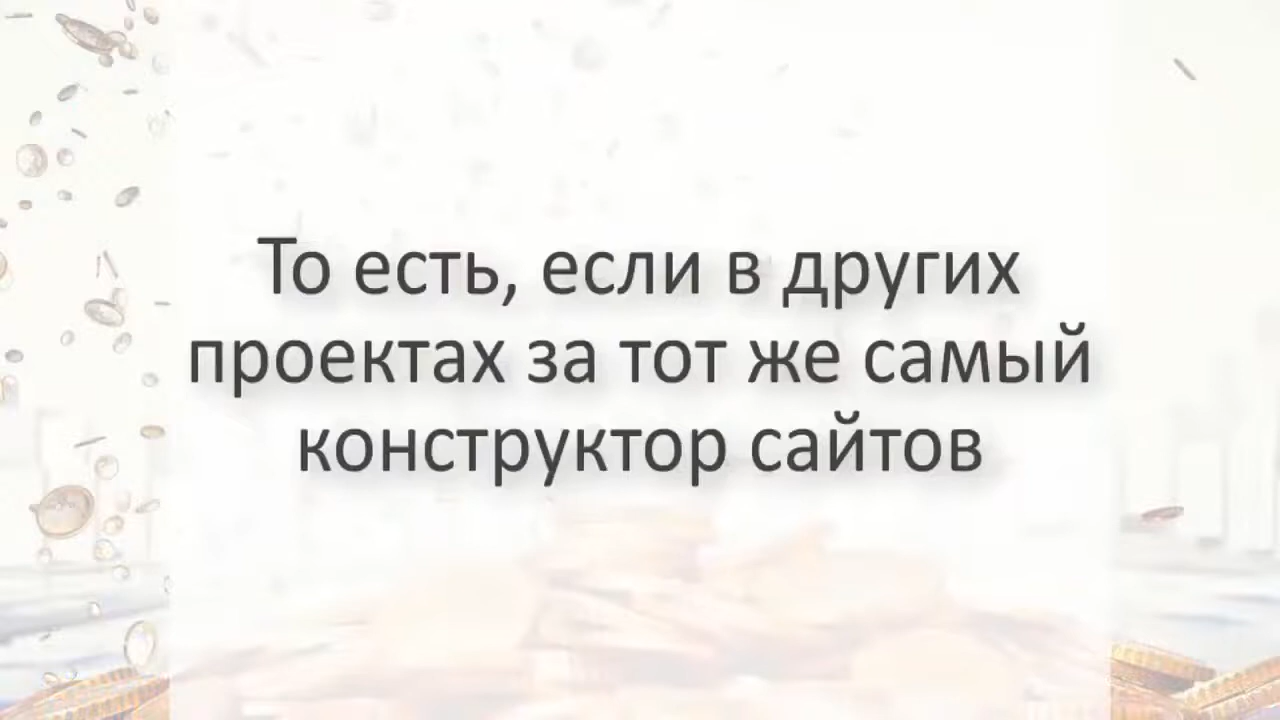 То есть, если в других
проектах за тот же самый
конструктор сайтов